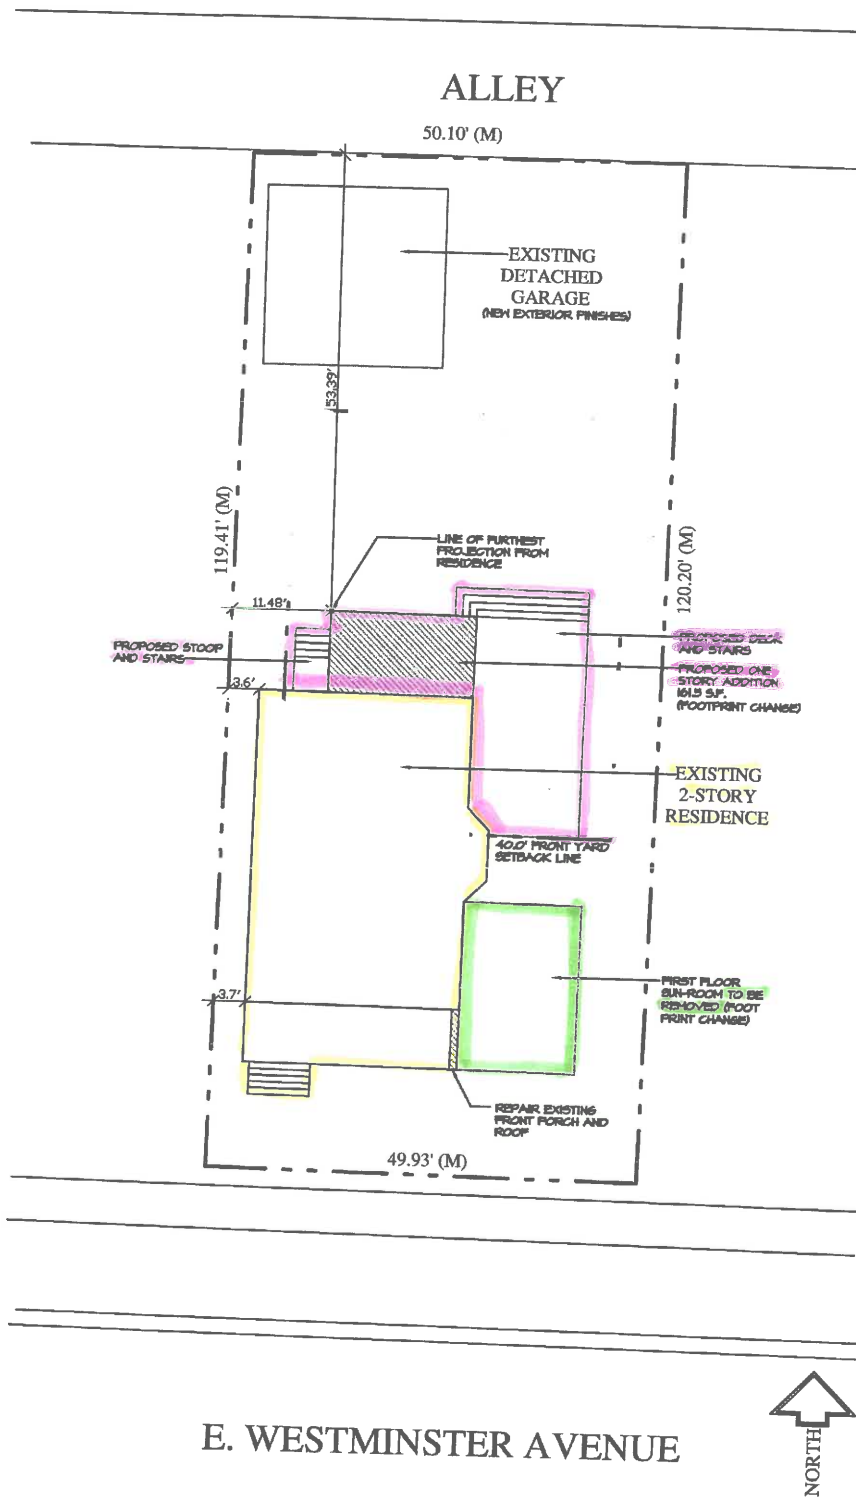 ALLEY
50.10' (M)
EXISTING
DETACHED
GARAGE
(NEW EXTERIOR FINISHES)
53.39'
119.41' (M)
120.20' (M)
LINE OF FURTHEST
PROJECTION FROM
RESIDENCE
11.48'
PROPOSED STOOP
AND STAIRS
PROPOSED DECK
AND STAIRS
PROPOSED ONE
STORY ADDITION
161.5 S.F.
(FOOTPRINT CHANGE)
3.6'
EXISTING
2-STORY
RESIDENCE
40.0' FRONT YARD
SETBACK LINE
3.7'
FIRST FLOOR
SUN-ROOM TO BE
REMOVED (FOOT
PRINT CHANGE)
REPAIR EXISTING
FRONT PORCH AND
ROOF
49.93' (M)
E. WESTMINSTER AVENUE
NORTH